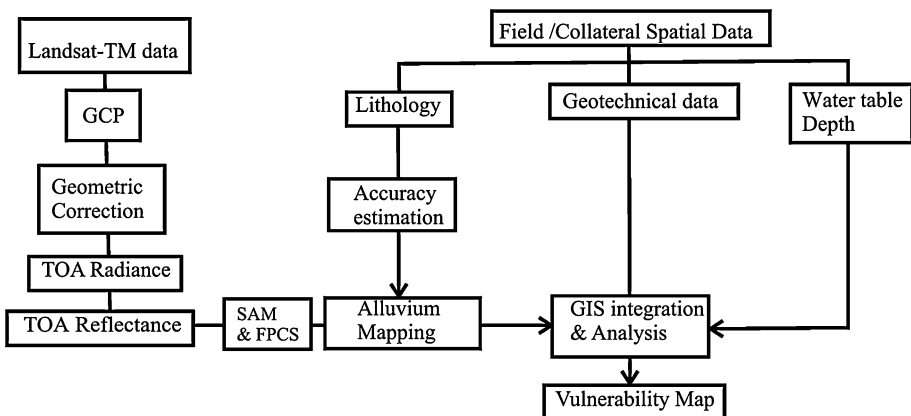 Landsat-TM data
GCP
Geometric
Correction
TOA Radiance
TOA Reflectance
SAM
& FPCS
Field /Collateral Spatial Data
Lithology
Accuracy
estimation
Alluvium
Mapping
Geotechnical data
Water table
Depth
GIS integration
& Analysis
Vulnerability Map